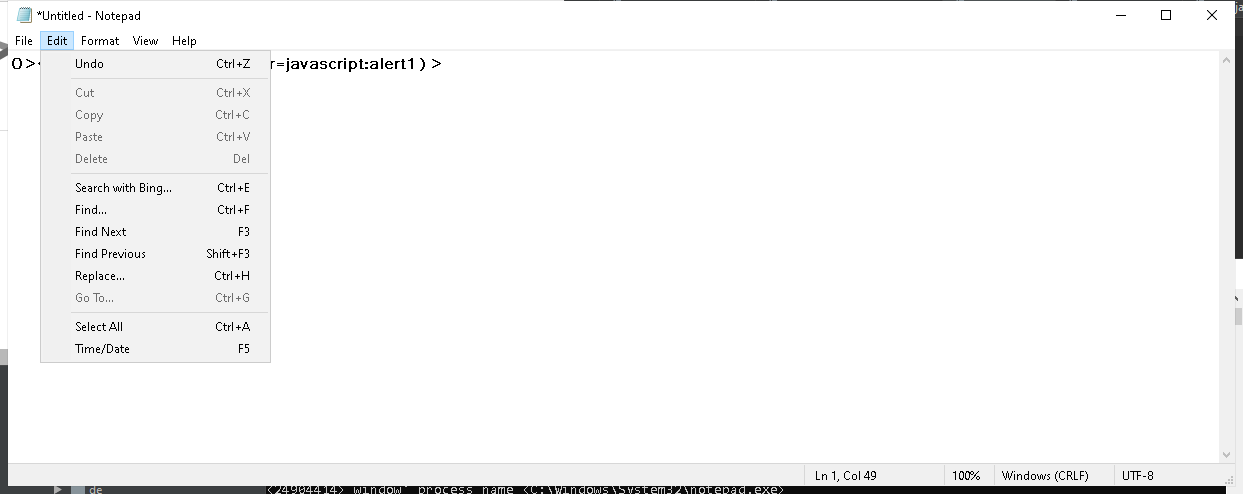 *Untitled - Notepad
File Edit Format View Help
r=javascript:alert1)>
Undo Ctrl+Z
Cut Ctrl+X
Copy Ctrl+C
Paste Ctrl+V
Delete Del
Search with Bing... Ctrl+E
Find... Ctrl+F
Find Next F3
Find Previous Shift+F3
Replace... Ctrl+H
Go To... Ctrl+G
Select All Ctrl+A
Time/Date F5
Ln 1, Col 49 100% Windows (CRLF) UTF-8
de <24904414> window' process name <C:\Windows\System32\notepad.exe>